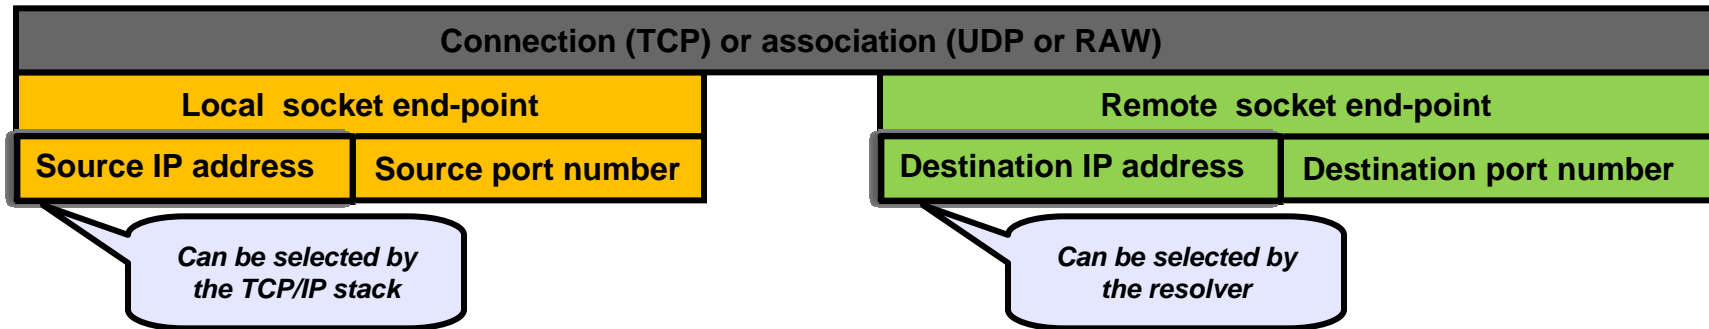 Connection (TCP) or association (UDP or RAW)
Local socket end-point
Remote socket end-point
Source IP address
Source port number
Destination IP address
Destination port number
Can be selected by
the TCP/IP stack
Can be selected by
the resolver